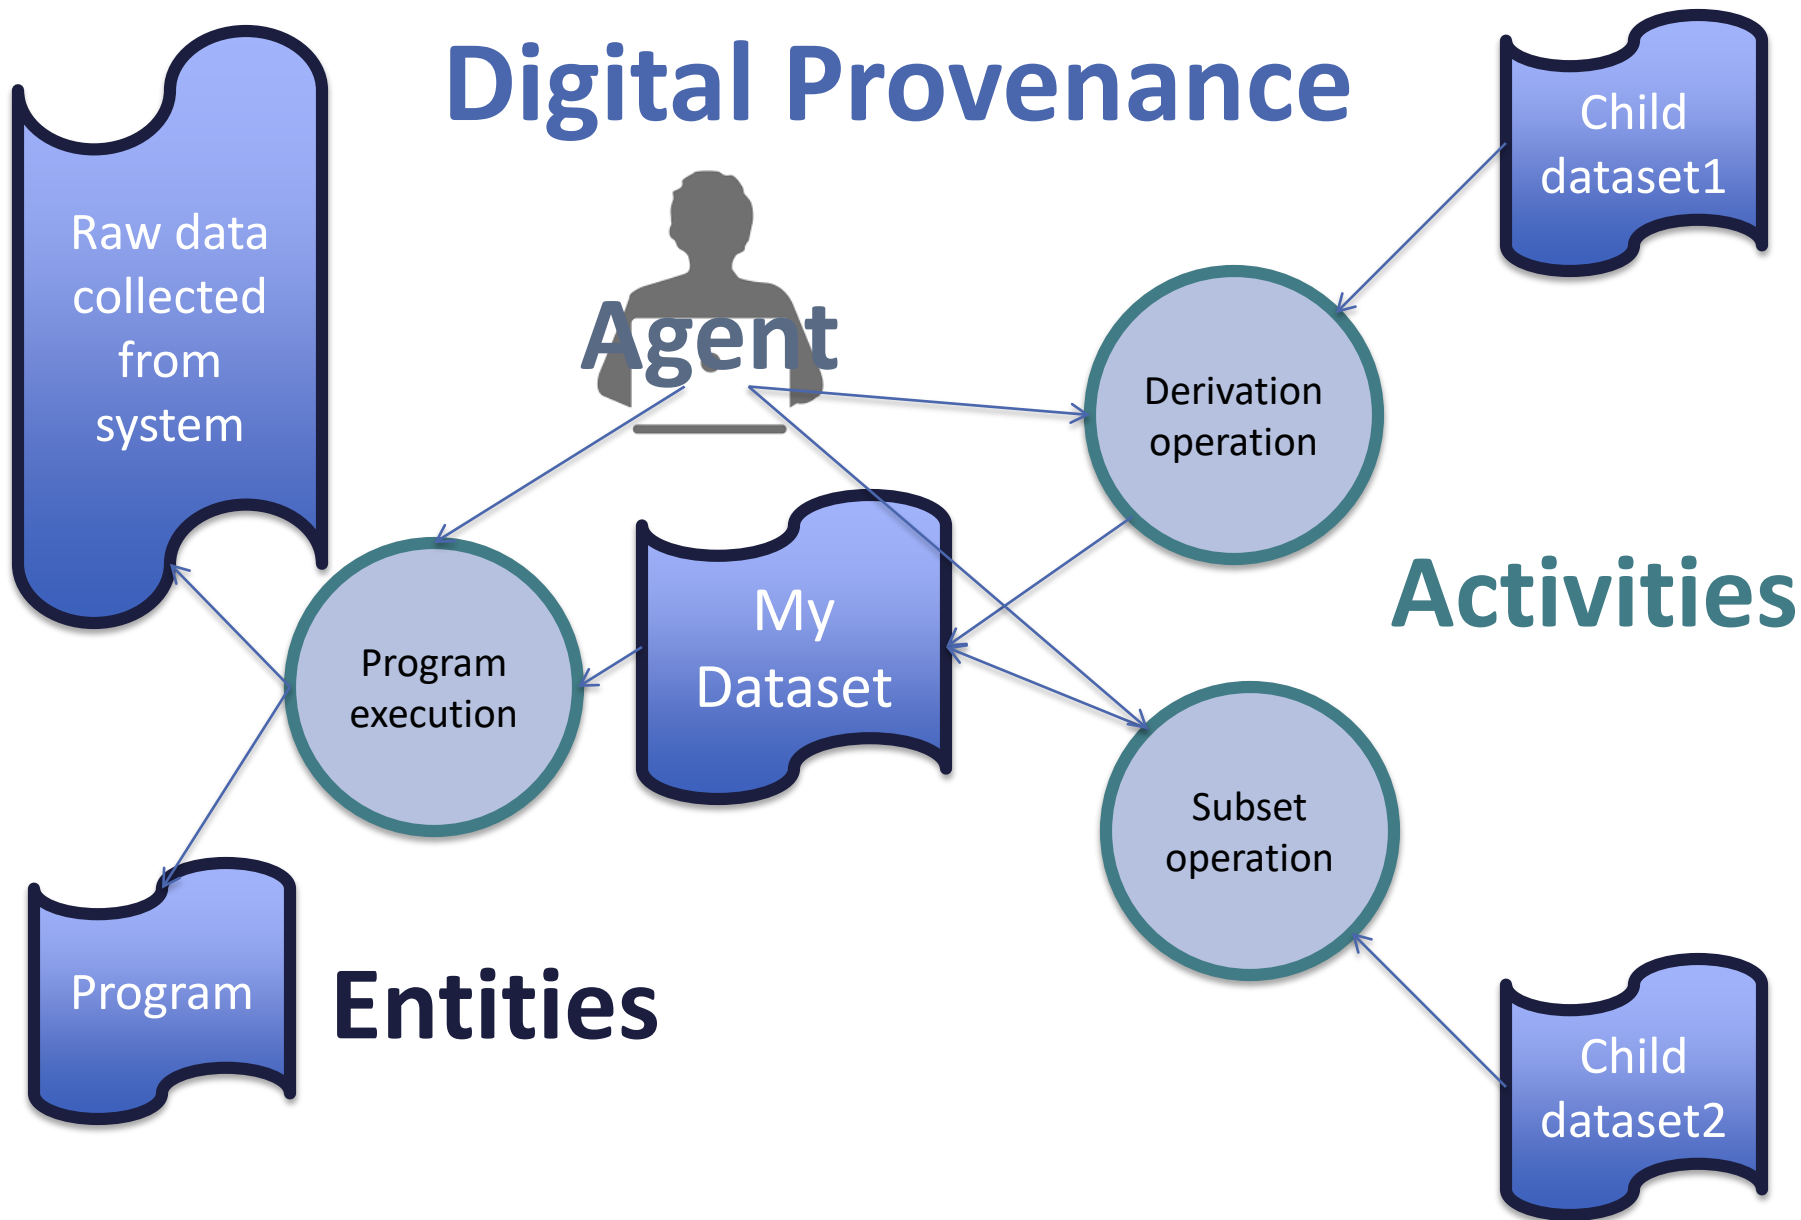 Digital Provenance
Raw data
collected
from
system
Agent
Child
dataset1
Derivation
operation
Activities
My
Dataset
Program
execution
Subset
operation
Program
Entities
Child
dataset2